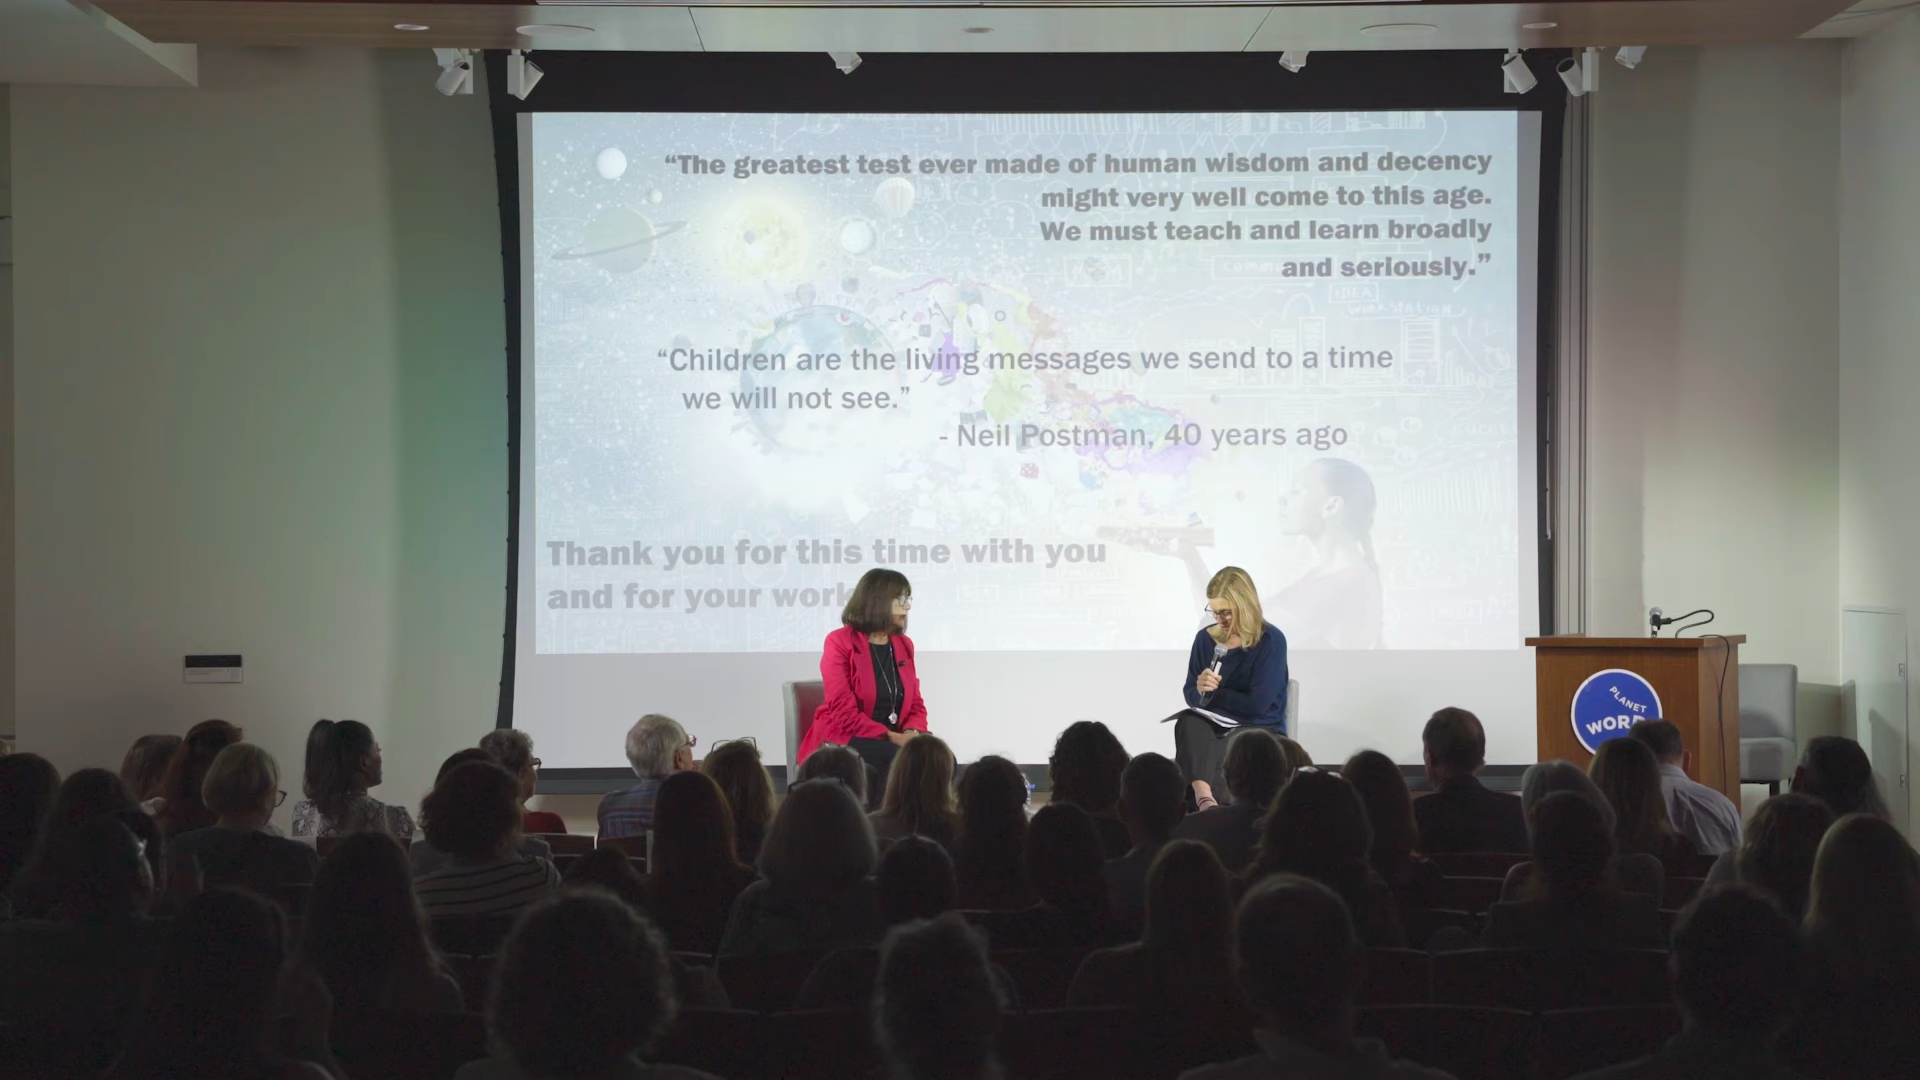 “The greatest test ever made of human wisdom and decency
might very well come to this age.
We must teach and learn broadly
and seriously.”
IDEA
“Children are the living messages we send to a time
we will not see.”
- Neil Postman, 40 years ago
Thank you for this time with you
and for your work
PLANET
WORD